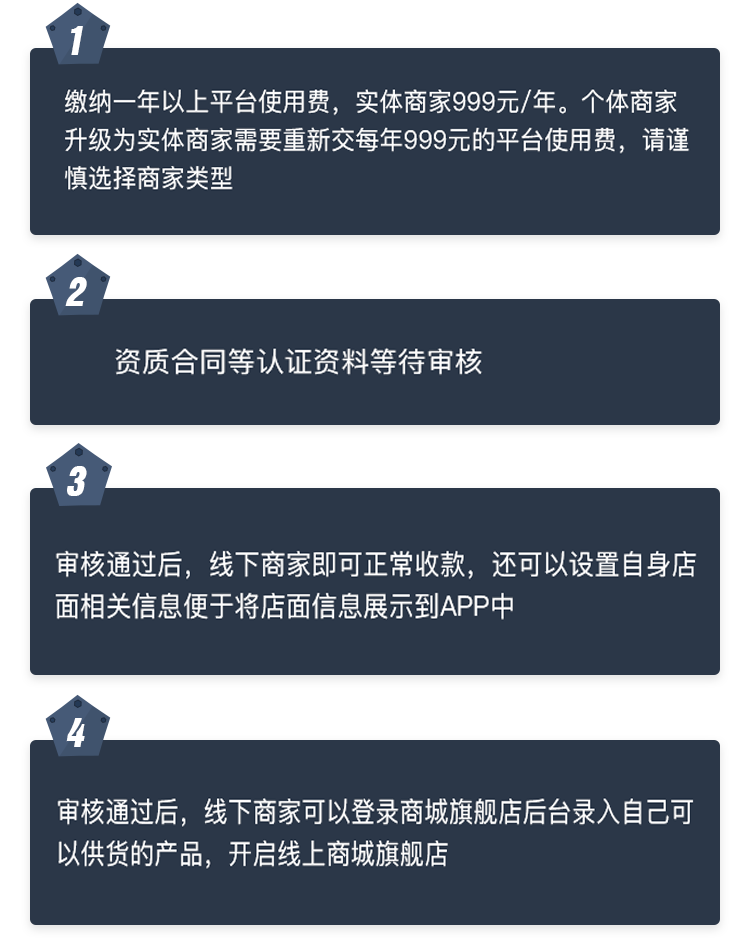 1
缴纳一年以上平台使用费，实体商家999元/年。个体商家
升级为实体商家需要重新交每年999元的平台使用费，请谨
慎选择商家类型
2
资质合同等认证资料等待审核
3
审核通过后，线下商家即可正常收款，还可以设置自身店
面相关信息便于将店面信息展示到APP中
4
审核通过后，线下商家可以登录商城旗舰店后台录入自己可
以供货的产品，开启线上商城旗舰店